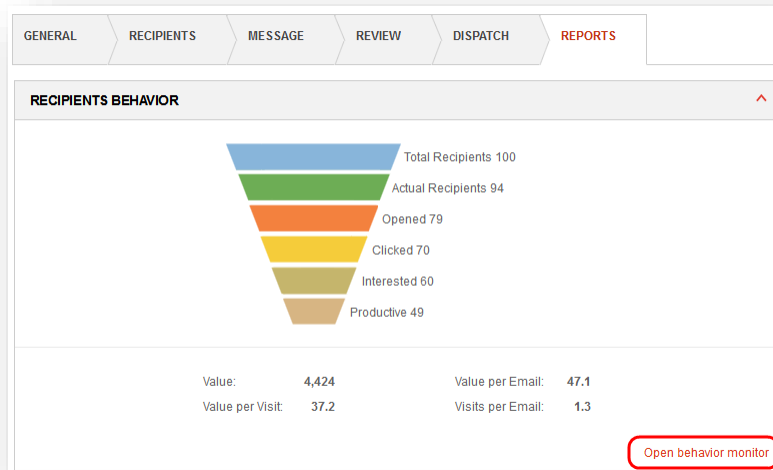 GENERAL RECIPIENTS MESSAGE REVIEW DISPATCH REPORTS
RECIPIENTS BEHAVIOR
Total Recipients 100
Actual Recipients 94
Opened 79
Clicked 70
Interested 60
Productive 49
Value: 4,424 Value per Email: 47.1
Value per Visit: 37.2 Visits per Email: 1.3
Open behavior monitor